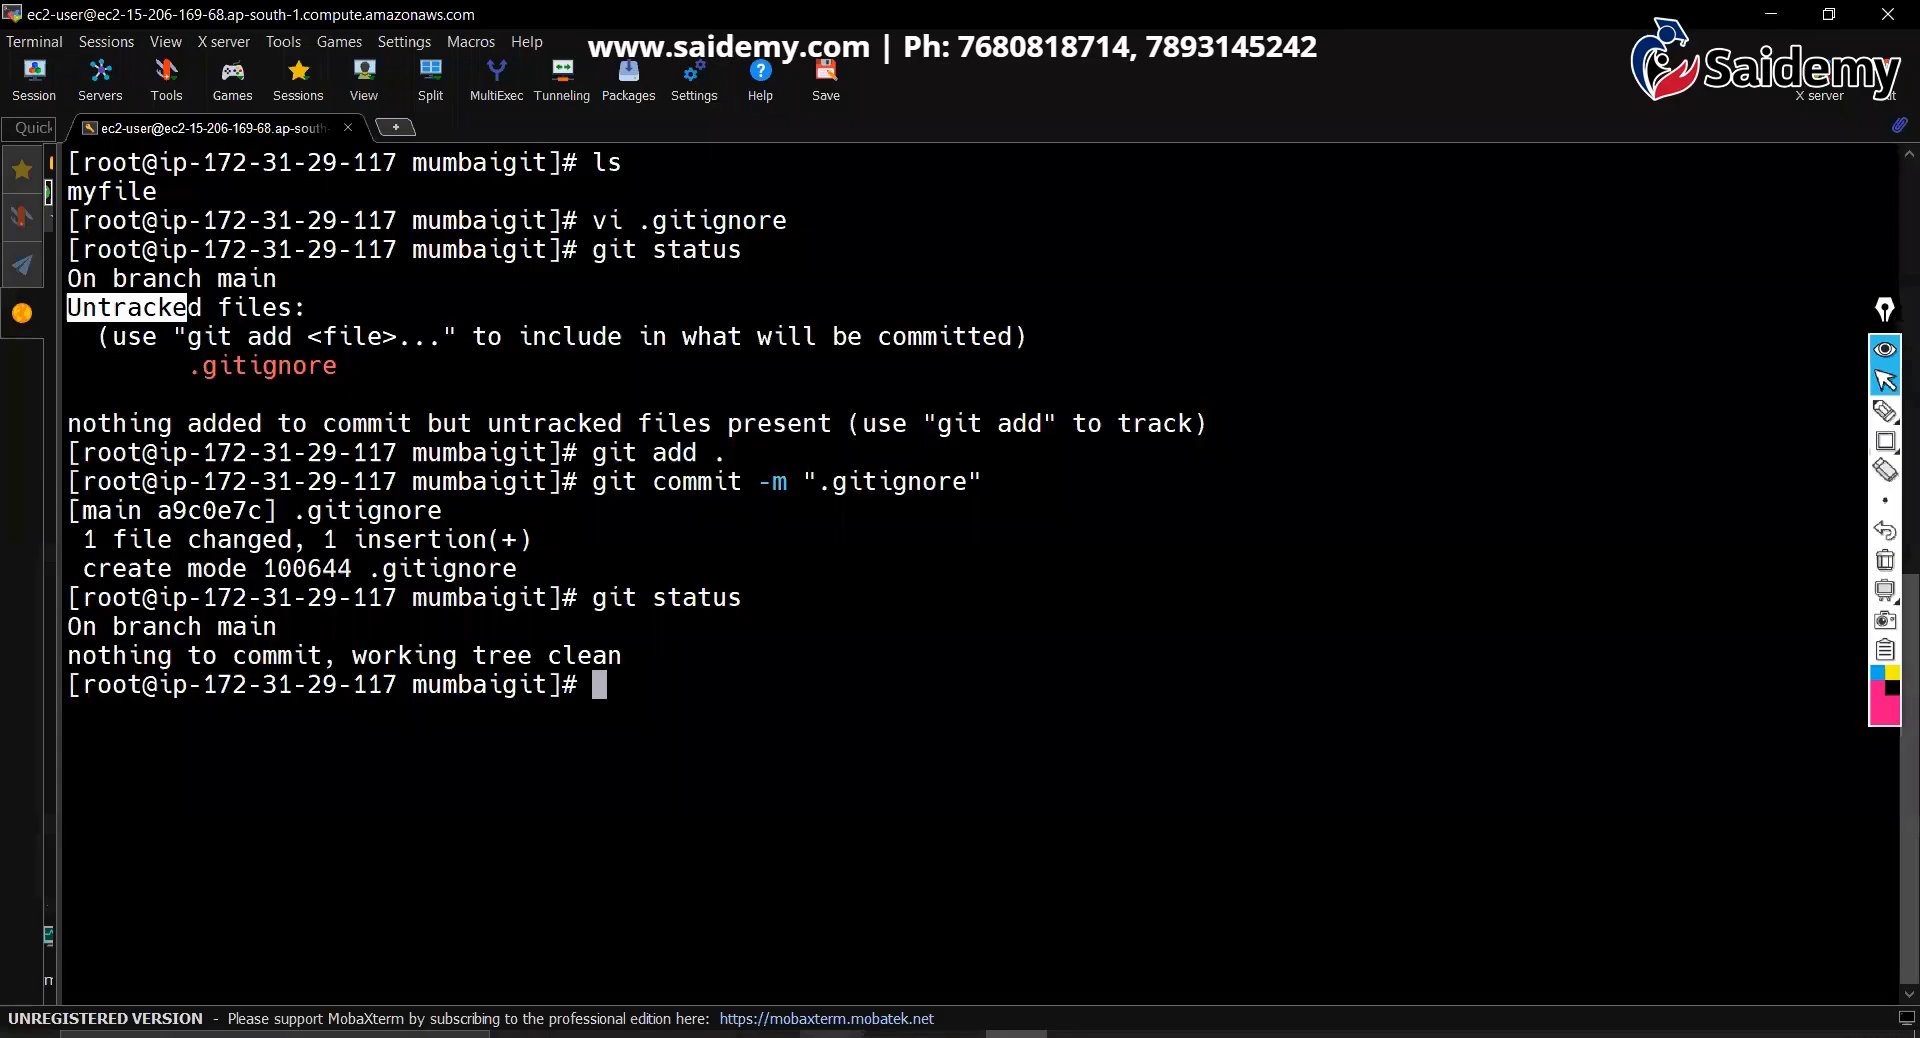 ec2-user@ec2-15-206-169-68.ap-south-1.compute.amazonaws.com
Terminal Sessions View X server Tools Games Settings Macros Help
www.saidemy.com | Ph: 7680818714, 7893145242
Saidemy
Session Servers Tools Games Sessions View Split MultiExec Tunneling Packages Settings Help Save X server
Quick
ec2-user@ec2-15-206-169-68.ap-south-
[root@ip-172-31-29-117 mumbaigit]# ls
myfile
[root@ip-172-31-29-117 mumbaigit]# vi .gitignore
[root@ip-172-31-29-117 mumbaigit]# git status
On branch main
Untracked files:
(use "git add <file>..." to include in what will be committed)
.gitignore
nothing added to commit but untracked files present (use "git add" to track)
[root@ip-172-31-29-117 mumbaigit]# git add .
[root@ip-172-31-29-117 mumbaigit]# git commit -m ".gitignore"
[main a9c0e7c] .gitignore
1 file changed, 1 insertion(+)
create mode 100644 .gitignore
[root@ip-172-31-29-117 mumbaigit]# git status
On branch main
nothing to commit, working tree clean
[root@ip-172-31-29-117 mumbaigit]#
UNREGISTERED VERSION - Please support MobaXterm by subscribing to the professional edition here: https://mobaxterm.mobatek.net